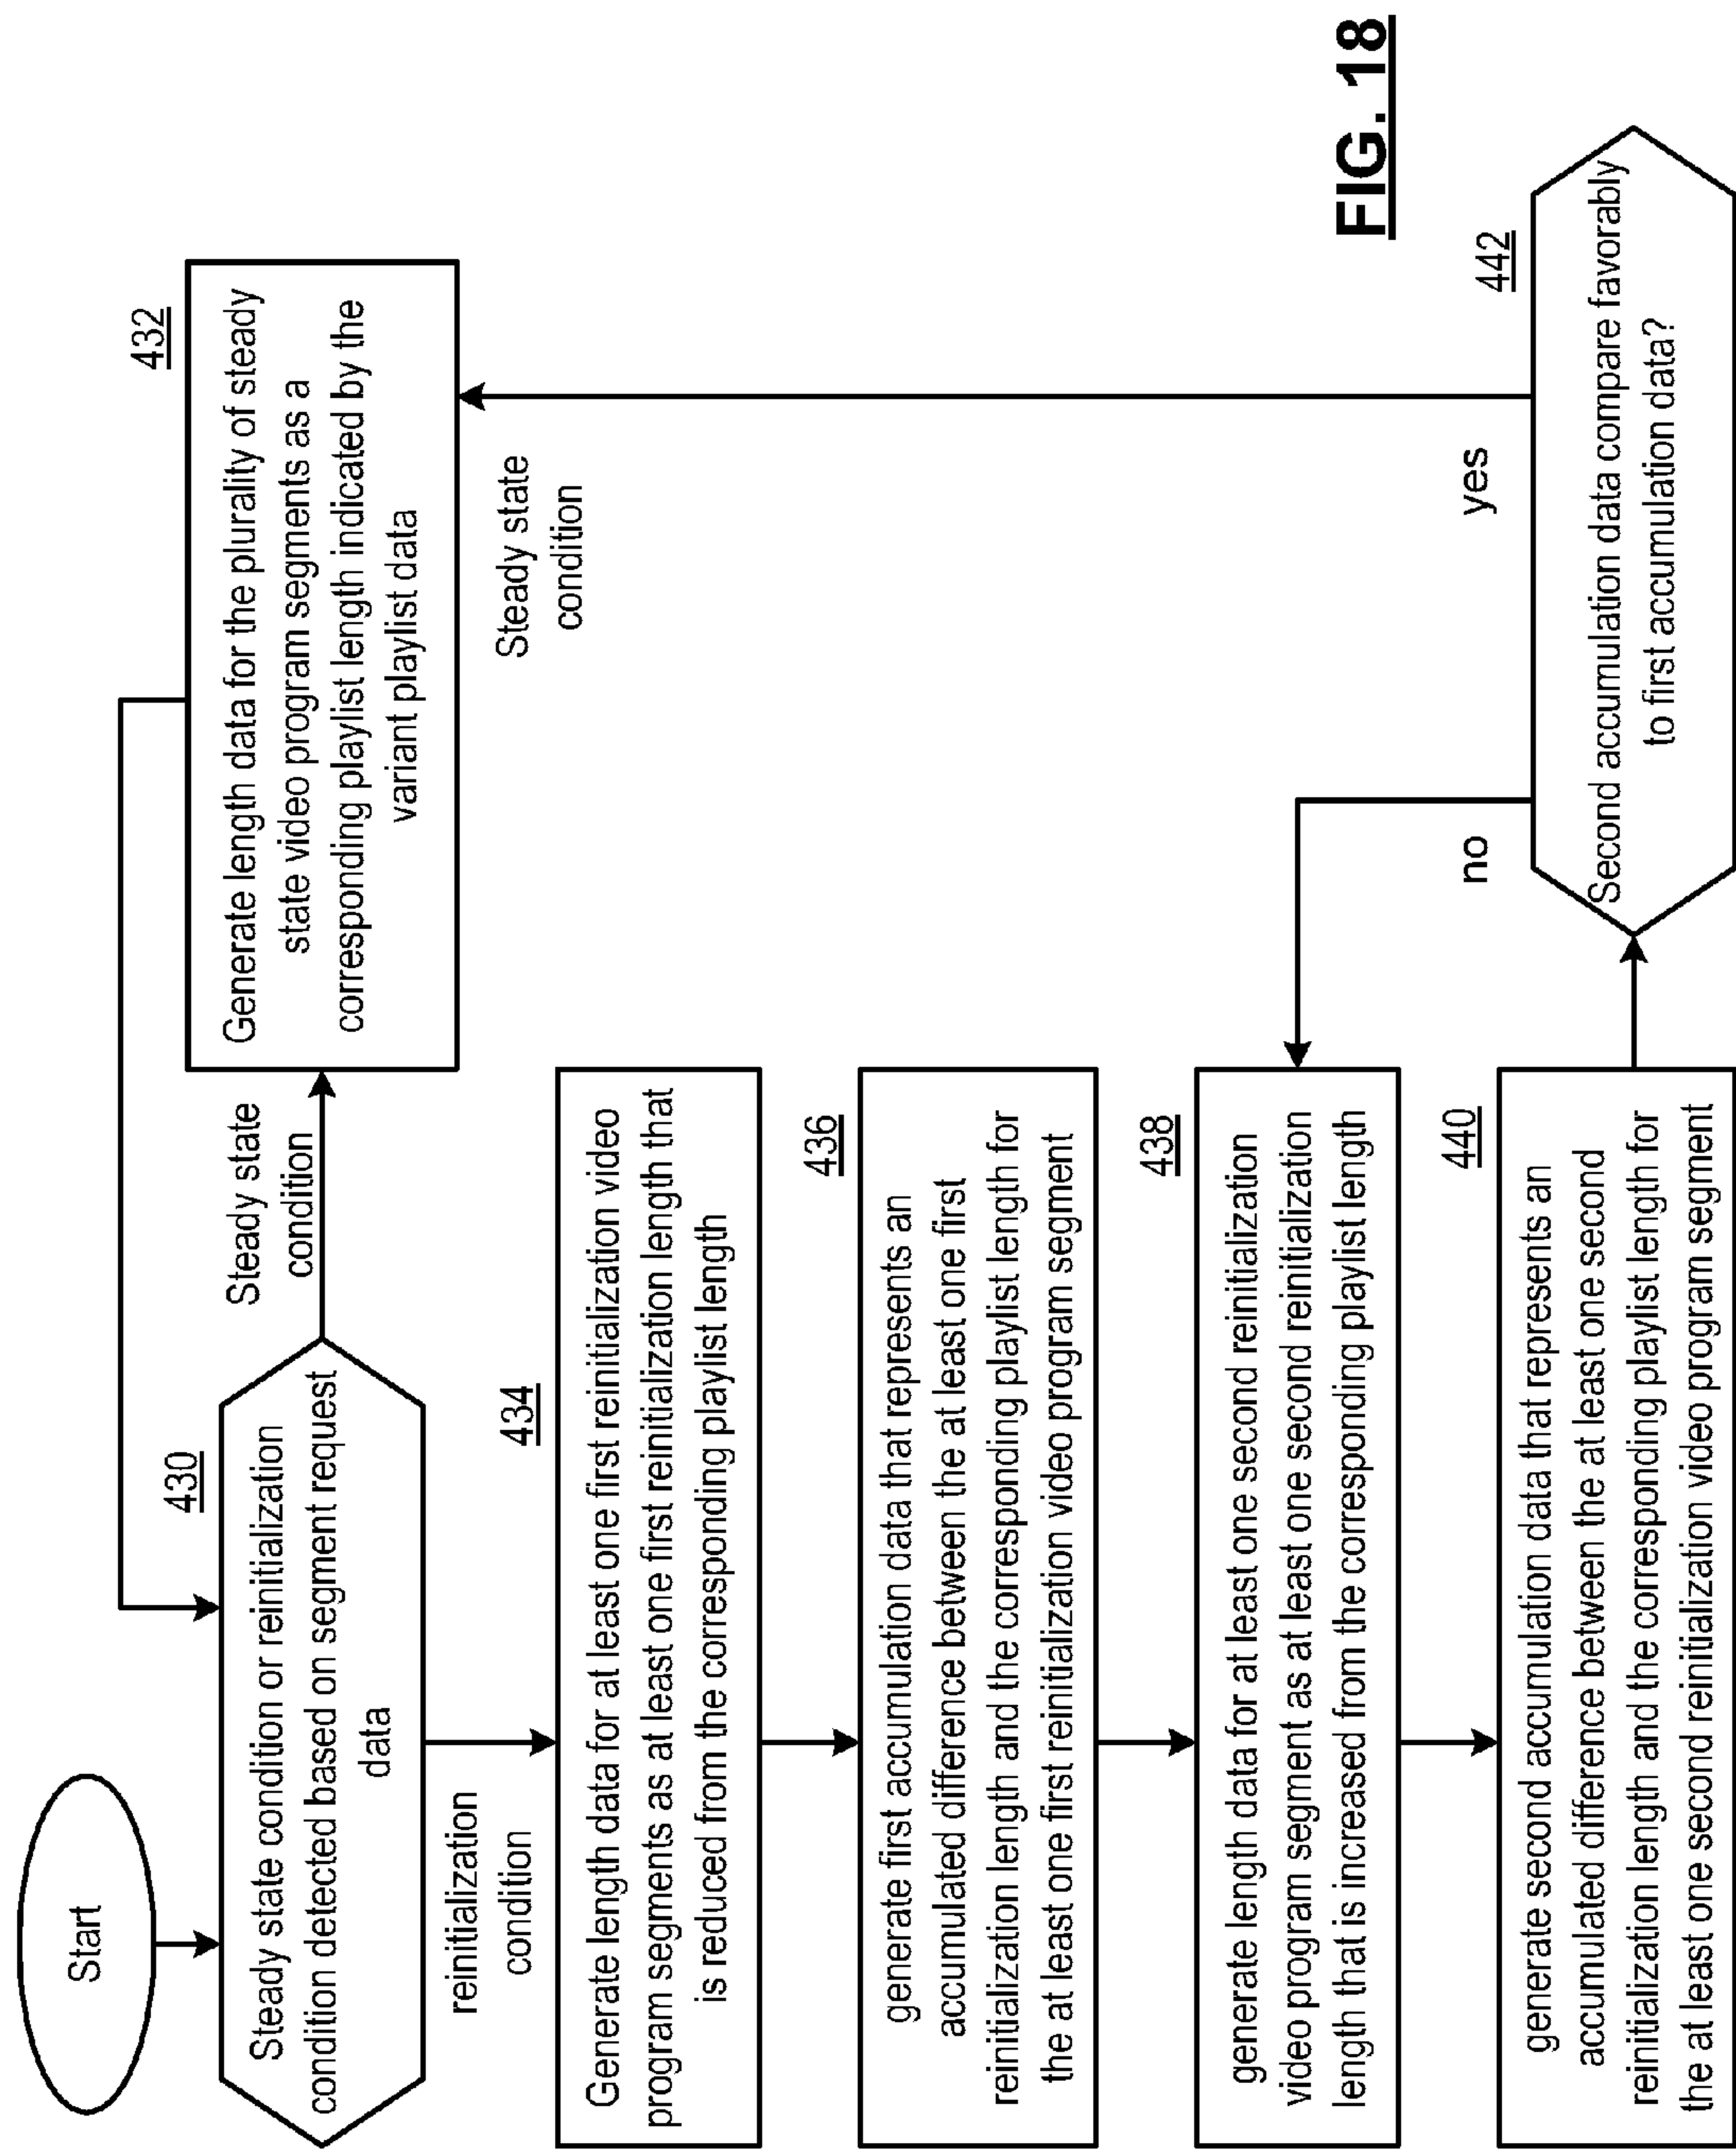 Start
430
Steady state condition or reinitialization
condition detected based on segment request
data
Steady state
condition
432
Generate length data for the plurality of steady
state video program segments as a
corresponding playlist length indicated by the
variant playlist data
reinitialization
condition
434
Generate length data for at least one first reinitialization video
program segments as at least one first reinitialization length that
is reduced from the corresponding playlist length
436
generate first accumulation data that represents an
accumulated difference between the at least one first
reinitialization length and the corresponding playlist length for
the at least one first reinitialization video program segment
438
generate length data for at least one second reinitialization
video program segment as at least one second reinitialization
length that is increased from the corresponding playlist length
440
generate second accumulation data that represents an
accumulated difference between the at least one second
reinitialization length and the corresponding playlist length for
the at least one second reinitialization video program segment
442
Second accumulation data compare favorably
to first accumulation data?
no
yes
Steady state
condition
FIG. 18